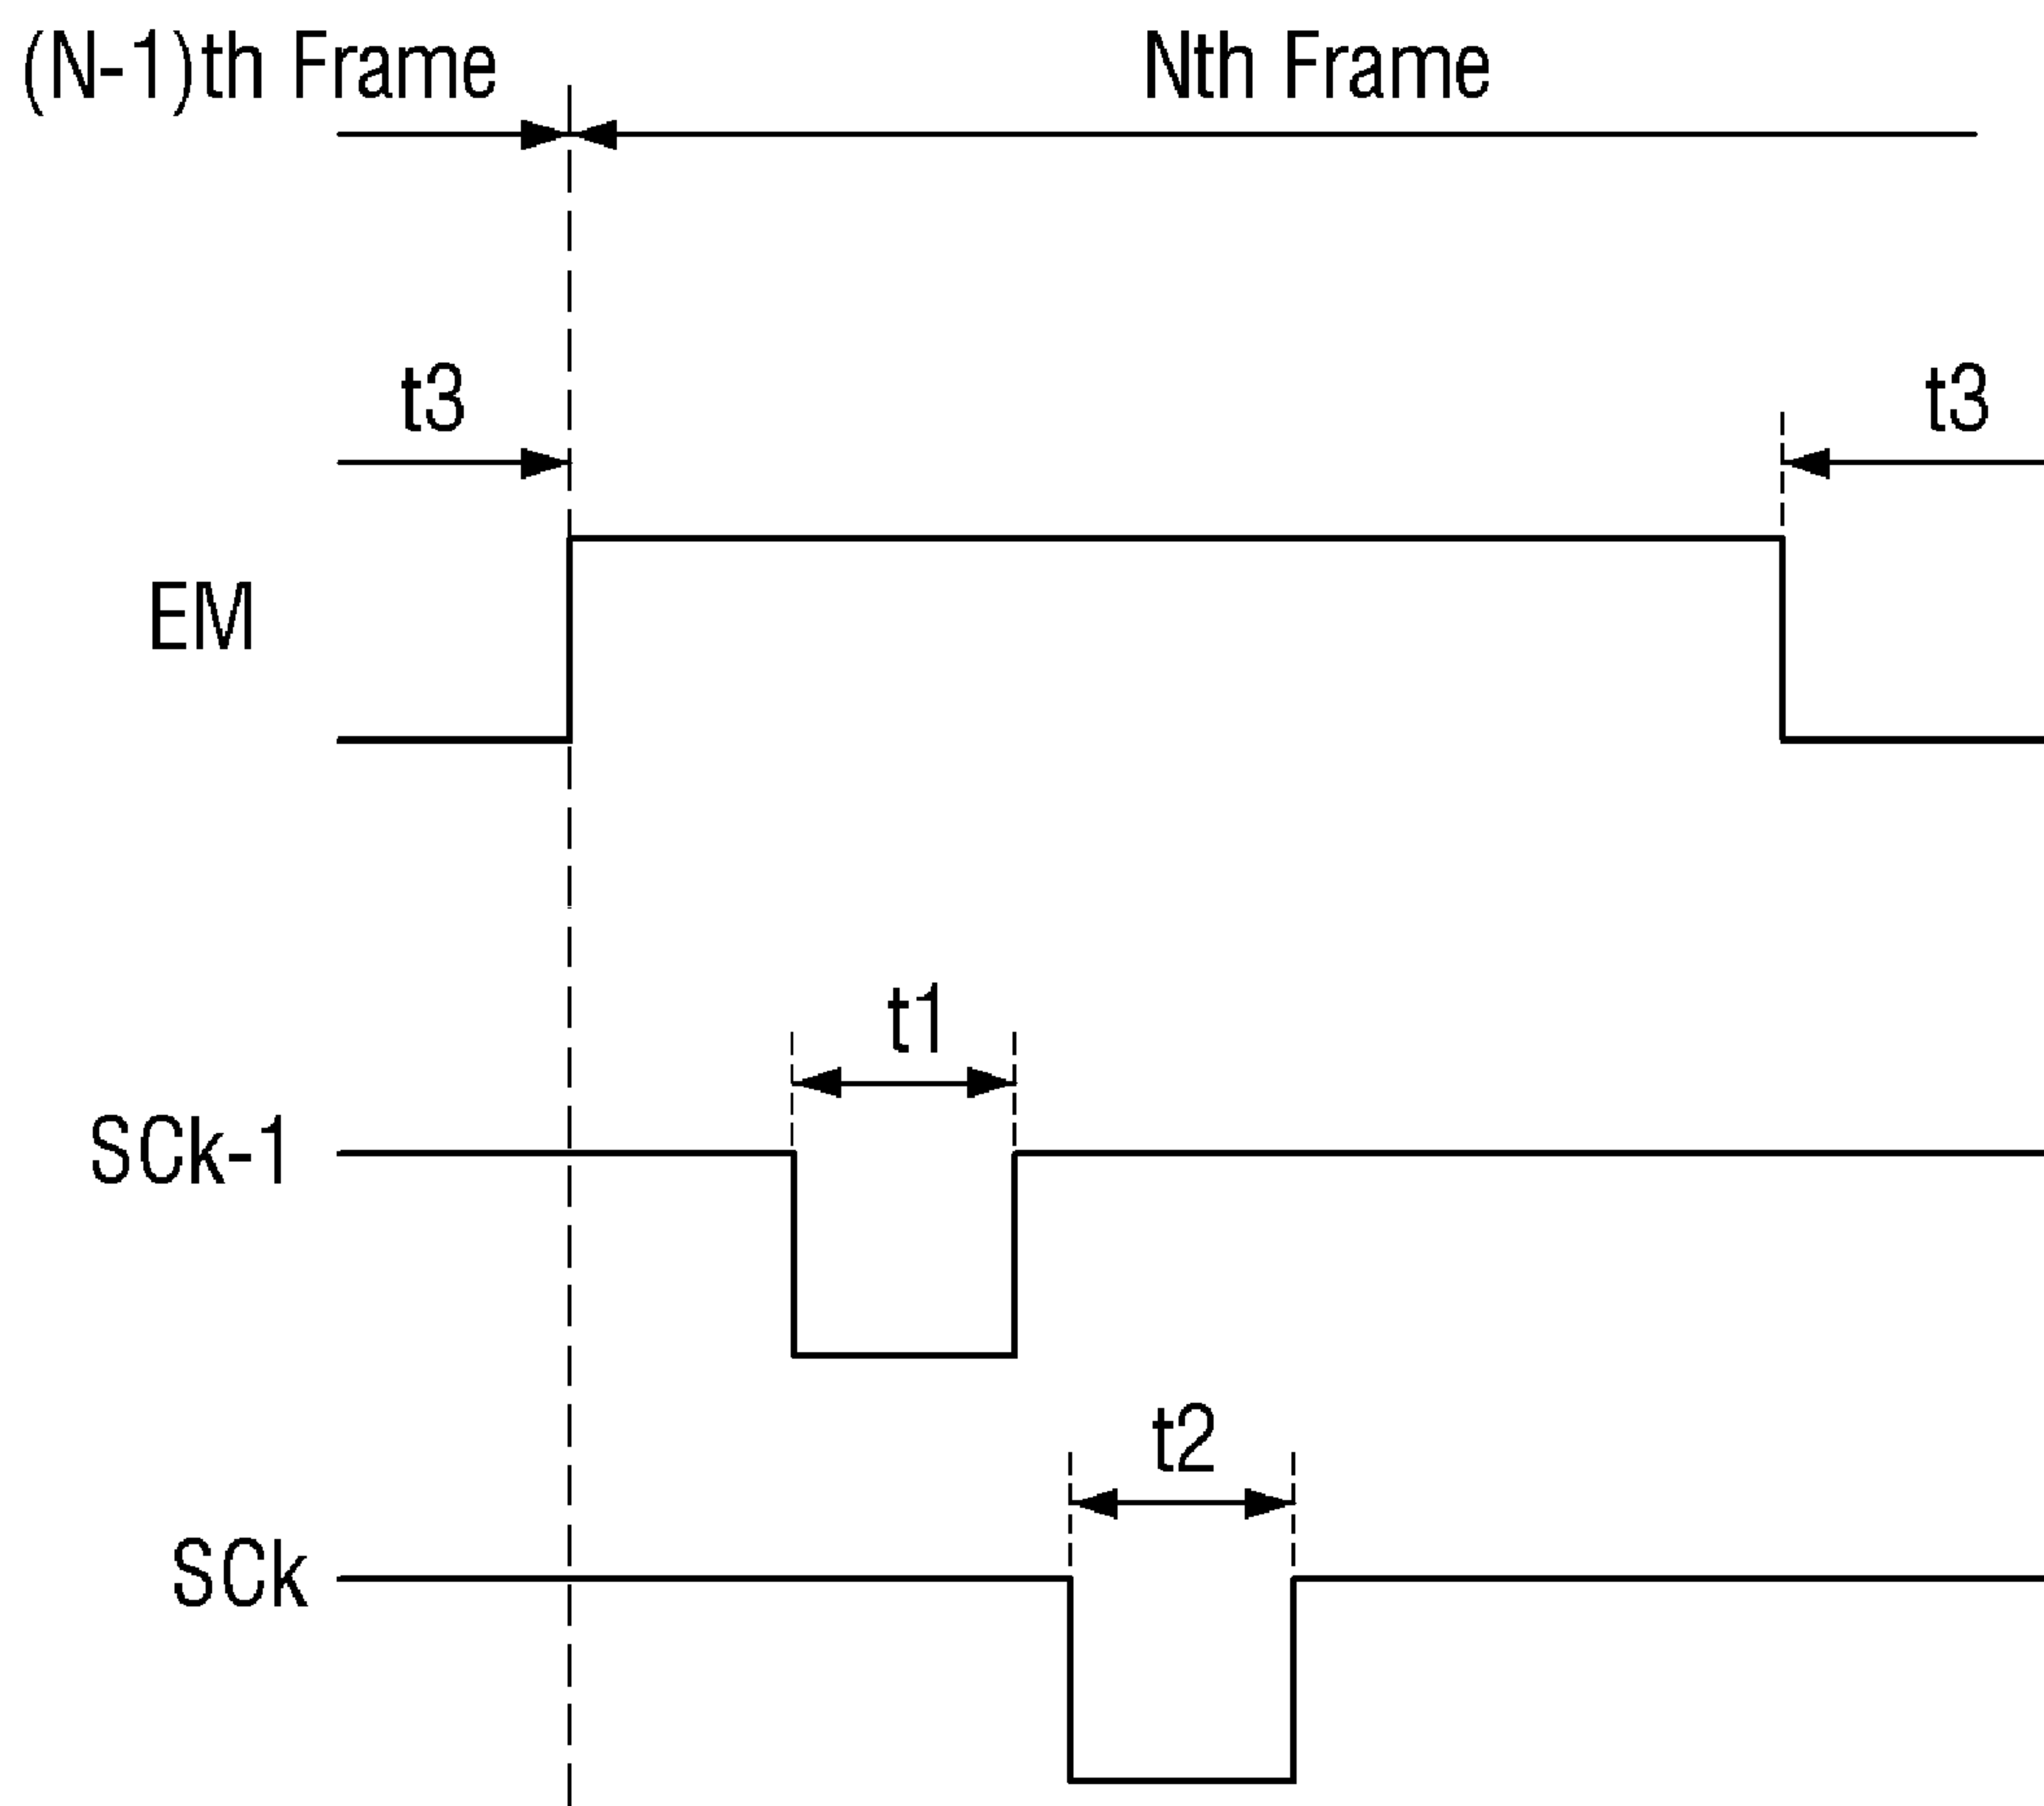 (N-1)th Frame
Nth Frame
t3
t3
EM
t1
SCk-1
t2
SCk